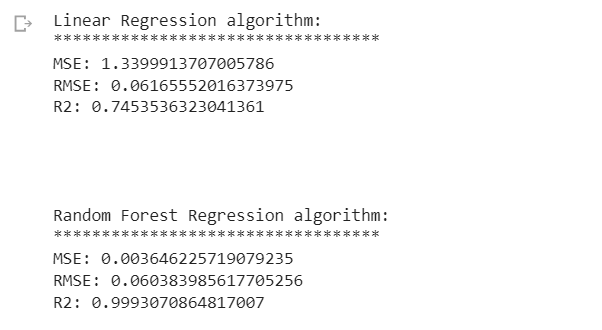 Linear Regression algorithm:
**********************************
MSE: 1.3399913707005786
RMSE: 0.06165552016373975
R2: 0.7453536323041361
Random Forest Regression algorithm:
**********************************
MSE: 0.003646225719079235
RMSE: 0.060383985617705256
R2: 0.9993070864817007